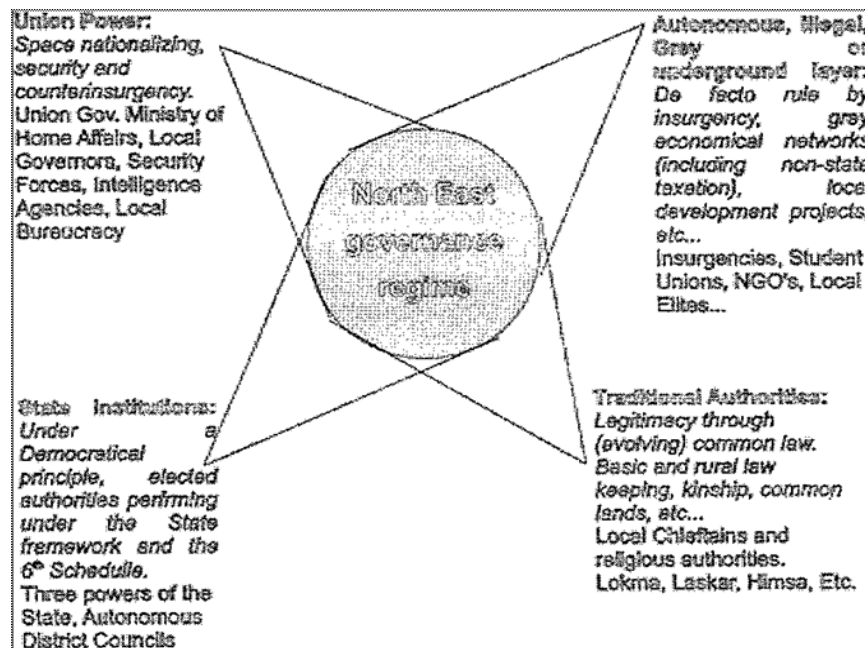 Union Power:
Space nationalizing,
security and
counterinsurgency.
Union Gov. Ministry of
Home Affairs, Local
Governors, Security
Forces, Intelligence
Agencies, Local
Bureucracy
Autonomous, Illegal,
Grey or
underground layer:
De facto rule by
insurgency, grey
economical networks
(including non-state
taxation), local
development projects,
etc...
Insurgencies, Student
Unions, NGO's, Local
Elites...
North East
governance
regime
State Institutions:
Under a
Democratical
principle, elected
authorities perfirming
under the State
framework and the
6th Schedulle.
Three powers of the
State, Autonomous
District Councils
Traditional Authorities:
Legitimacy through
(evolving) common law.
Basic and rural law
keeping, kinship, common
lands, etc...
Local Chieftains and
religious authorities.
Lokma, Laskar, Himsa, Etc.